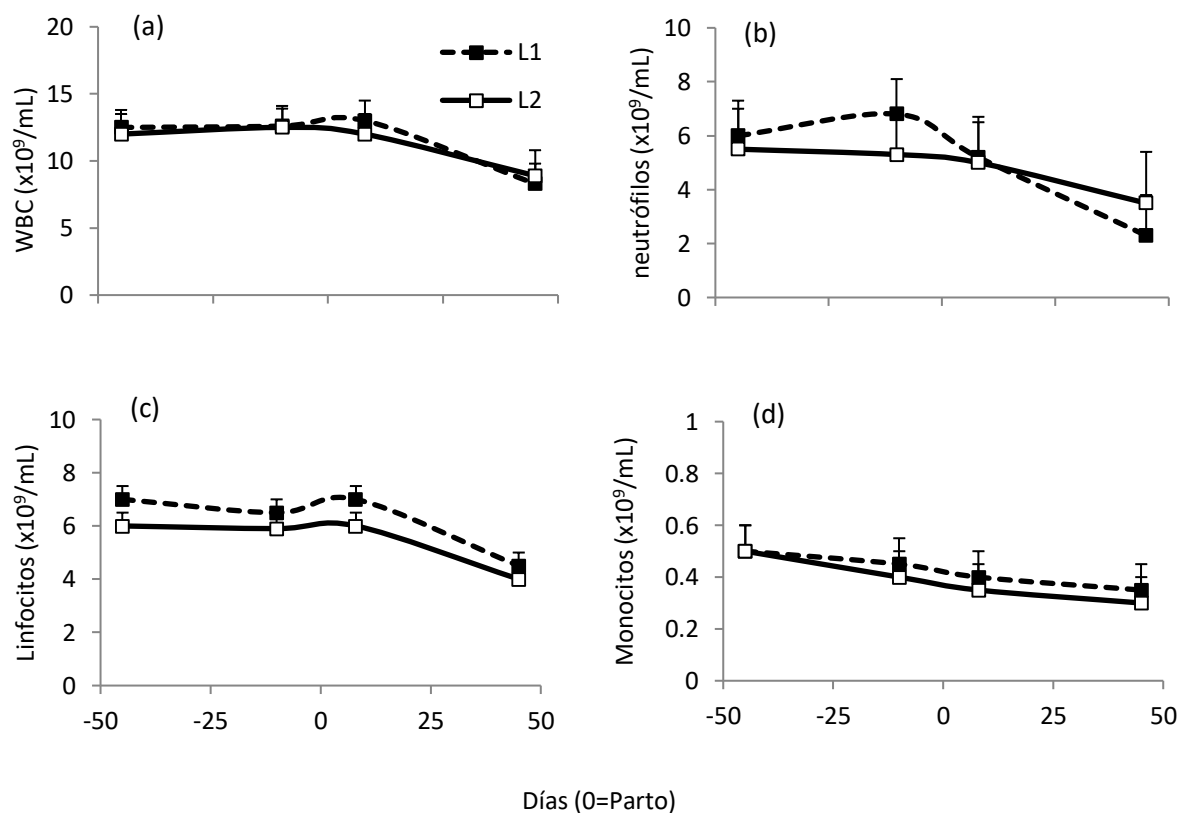 (a)
L1
L2
WBC (x10⁹/mL)
20
15
10
5
0
(b)
neutrófilos (x10⁹/mL)
10
8
6
4
2
0
(c)
Linfocitos (x10⁹/mL)
10
8
6
4
2
0
-50 -25 0 25 50
(d)
Monocitos (x10⁹/mL)
1
0.8
0.6
0.4
0.2
0
-50 -25 0 25 50
Días (0=Parto)